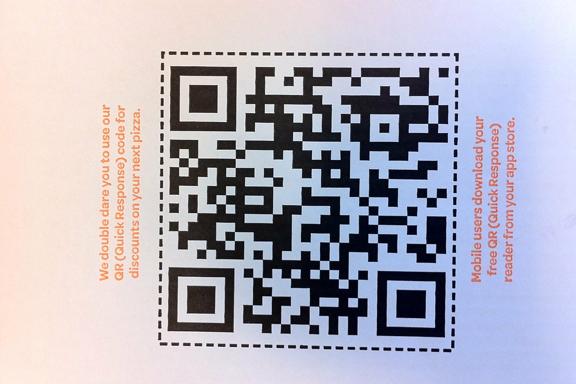 We double dare you to use our
QR (Quick Response) code for
discounts on your next pizza.
Mobile users download your
free QR (Quick Response)
reader from your app store.